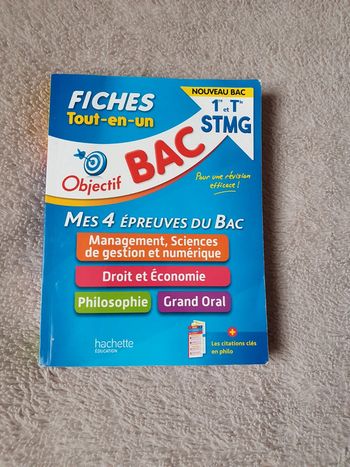 NOUVEAU BAC
FICHES
Tout-en-un
1re et Tle
STMG
Objectif BAC
Pour une révision
efficace !
MES 4 ÉPREUVES DU BAC
Management, Sciences
de gestion et numérique
Droit et Économie
Philosophie
Grand Oral
hachette
ÉDUCATION
+
Les citations clés
en philo